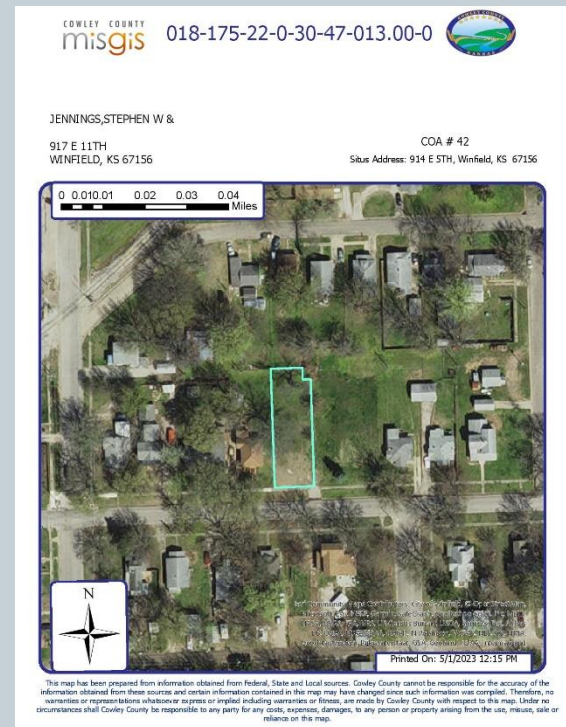 COWLEY COUNTY
misgis
018-175-22-0-30-47-013.00-0
JENNINGS,STEPHEN W &
917 E 11TH
WINFIELD, KS 67156
COA # 42
Situs Address: 914 E 5TH, Winfield, KS 67156
0 0.010.01 0.02 0.03 0.04
Miles
N
Printed On: 5/1/2023 12:15 PM
This map has been prepared from information obtained from Federal, State and Local sources. Cowley County cannot be responsible for the accuracy of the
information obtained from these sources and certain information contained in this map may have changed since such information was compiled. Therefore, no
warranties or representations whatsoever express or implied including warranties or fitness, are made by Cowley County with respect to this map. Under no
circumstances shall Cowley County be responsible to any party for any costs, expenses, damages, to any person or property arising from the use, misuse, sale or
reliance on this map.